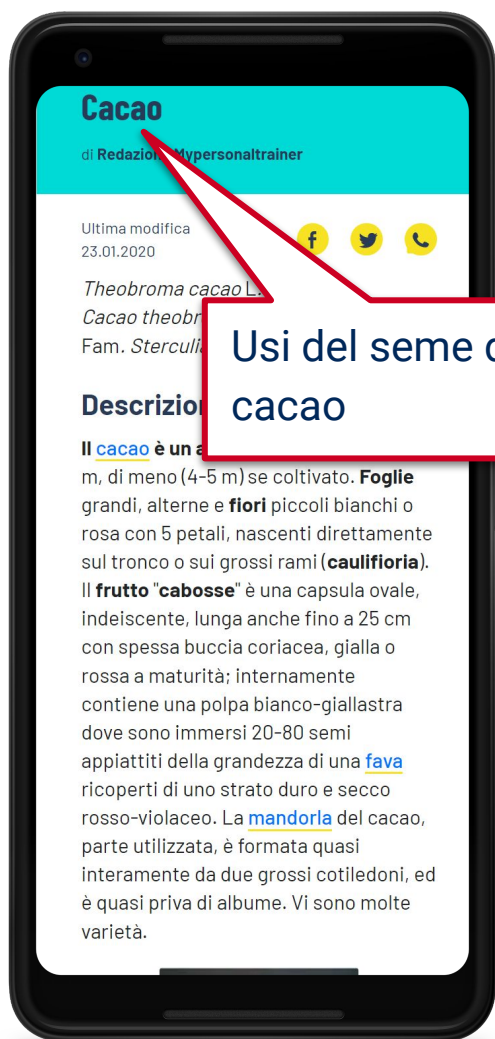 Cacao
di Redazione Mypersonaltrainer
Ultima modifica
23.01.2020
Theobroma cacao L.
Cacao
Fam.
Usi del seme
cacao
Il cacao è un
m, di meno (4-5 m) se coltivato. Foglie
grandi, alterne e fiori piccoli bianchi o
rosa con 5 petali, nascenti direttamente
sul tronco o sui grossi rami (caulifioria).
Il frutto "cabosse" è una capsula ovale,
indeiscente, lunga anche fino a 25 cm
con spessa buccia coriacea, gialla o
rossa a maturità; internamente
contiene una polpa bianco-giallastra
dove sono immersi 20-80 semi
appiattiti della grandezza di una fava
ricoperti di uno strato duro e secco
rosso-violaceo. La mandorla del cacao,
parte utilizzata, è formata quasi
interamente da due grossi cotiledoni, ed
è quasi priva di albume. Vi sono molte
varietà.